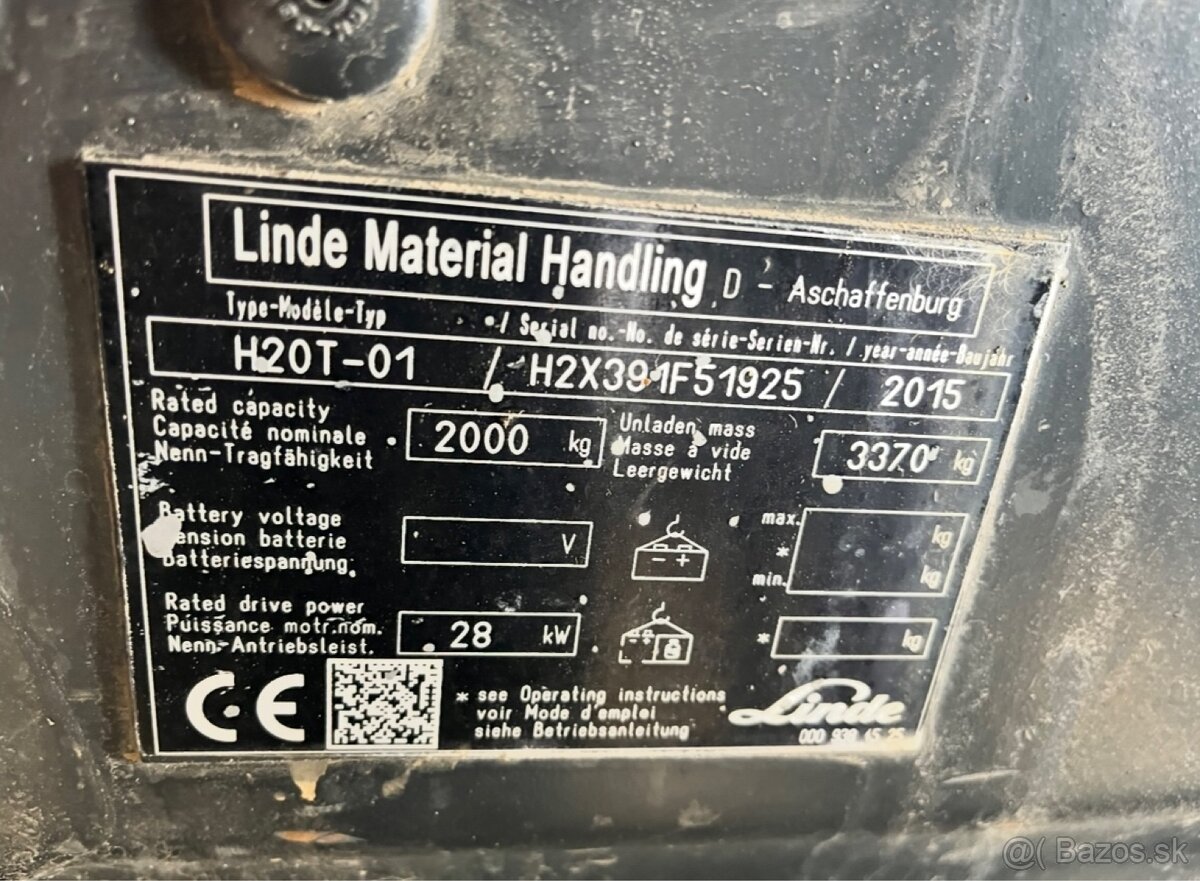 Linde Material Handling D - Aschaffenburg
Type-Modèle-Typ / Serial no.-No. de série-Serien-Nr. / year-année-Baujahr
H20T-01 / H2X391F51925 / 2015
Rated capacity
Capacité nominale
Nenn-Tragfähigkeit
2000 kg
Unladen mass
Masse à vide
Leergewicht
3370 kg
Battery voltage
Tension batterie
Batteriespannung
V
max. kg
*
min. kg
Rated drive power
Puissance motr.nom.
Nenn-Antriebsleist.
28 kW
* kg
CE
* see Operating instructions
voir Mode d'emploi
siehe Betriebsanleitung
Linde
000 930
@( Bazos.sk